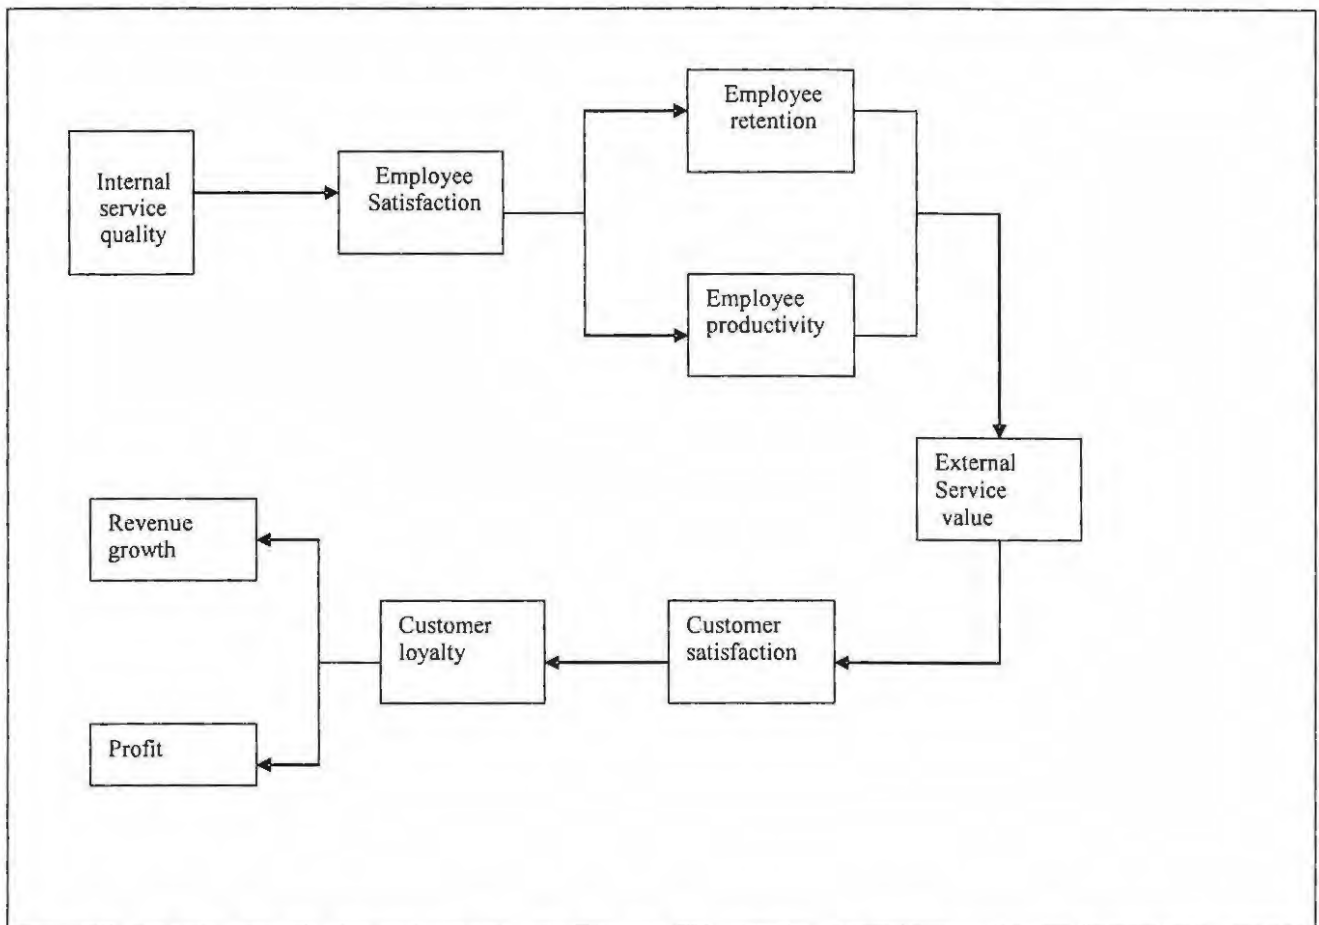 Internal
service
quality
Employee
Satisfaction
Employee
retention
Employee
productivity
External
Service
value
Customer
satisfaction
Customer
loyalty
Revenue
growth
Profit